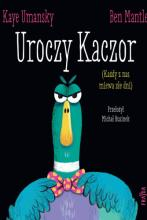 Kaye Umansky
Ben Mantle
Uroczy Kaczor
(Każdy z nas
miewa złe dni)
Przełożył
Michał Rusinek